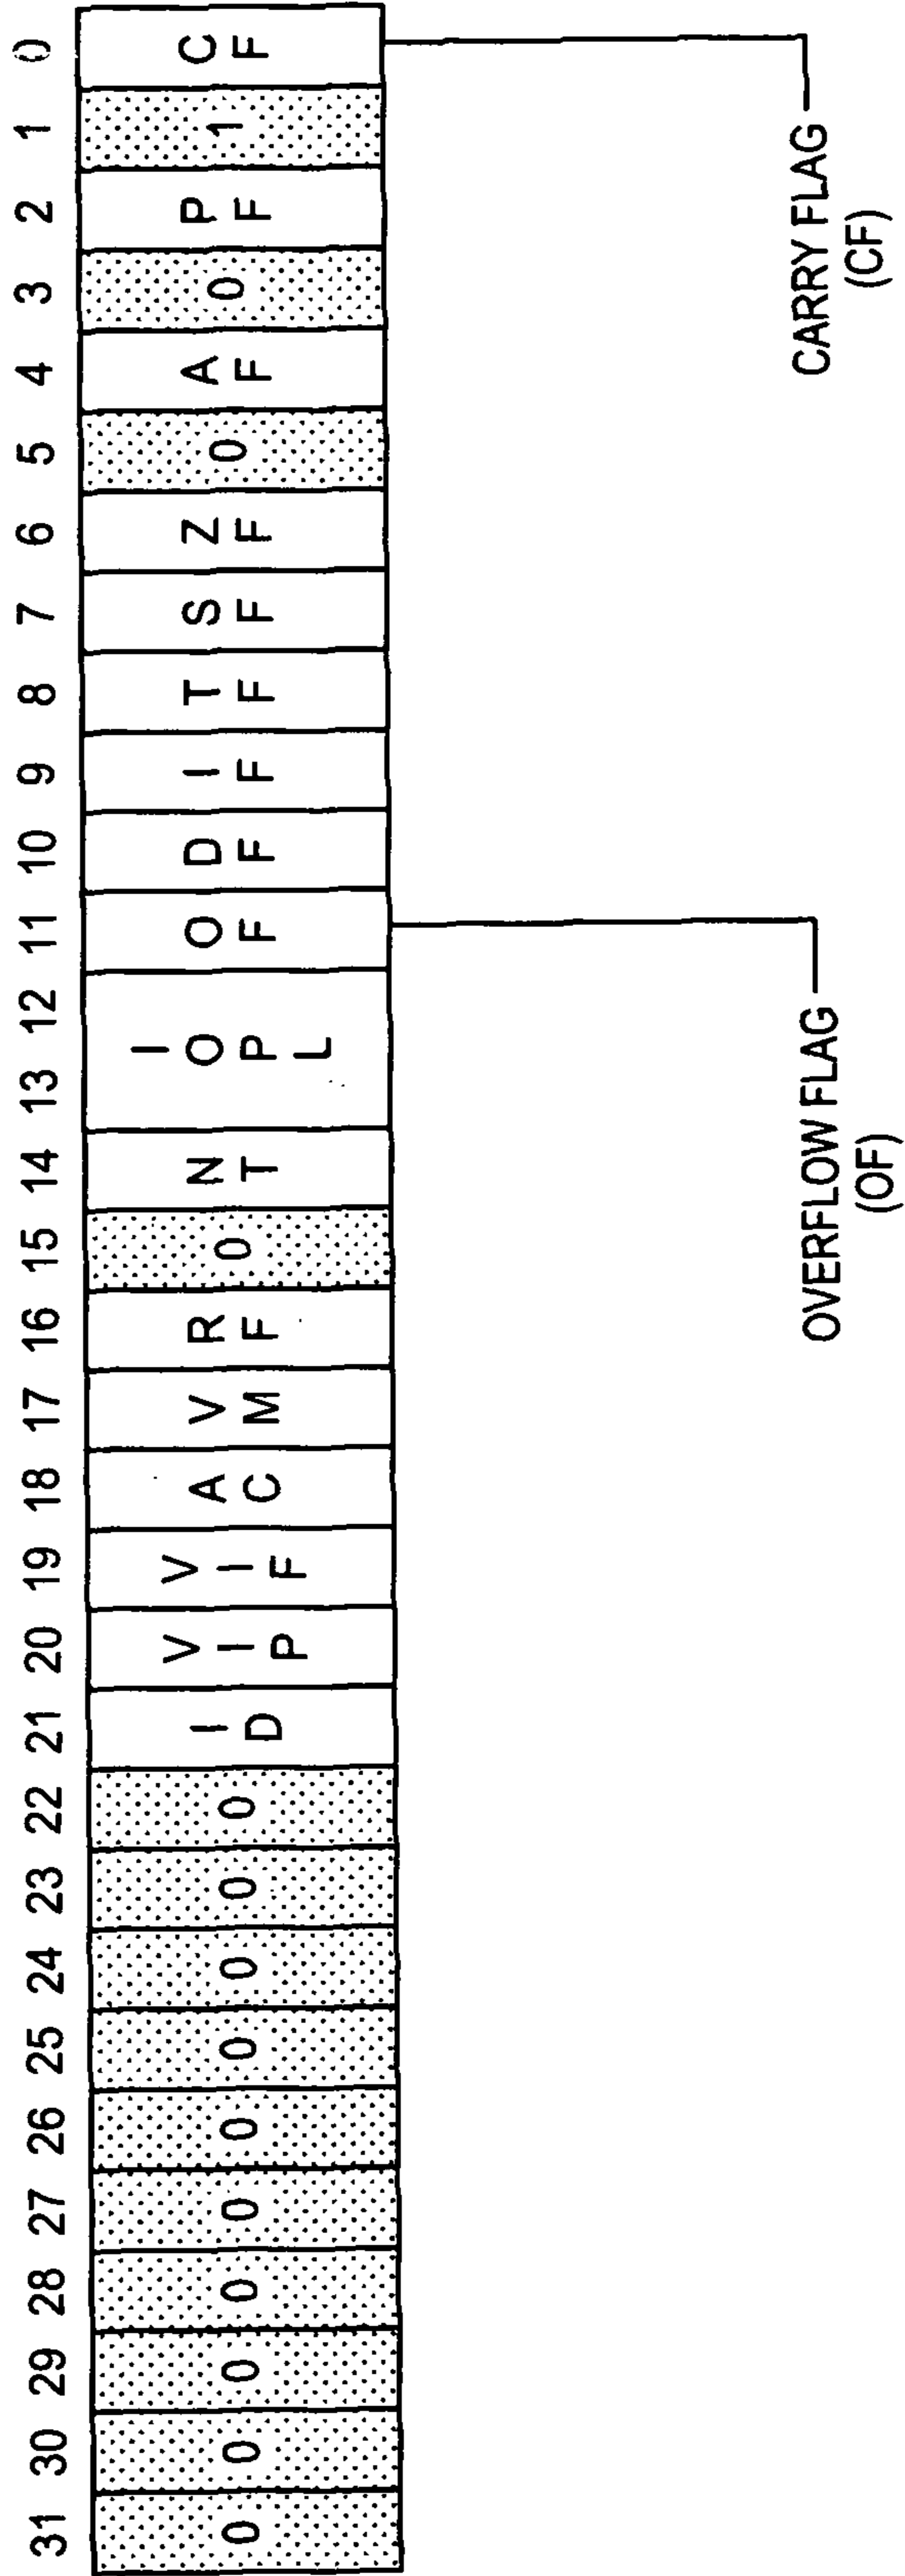 31 30 29 28 27 26 25 24 23 22 21 20 19 18 17 16 15 14 13 12 11 10 9 8 7 6 5 4 3 2 1 0
0 0 0 0 0 0 0 0 0 0 ID VIP VIF AC VM RF 0 NT IOPL OF DF IF TF SF ZF 0 AF 0 PF 1 CF
OVERFLOW FLAG
(OF)
CARRY FLAG
(CF)